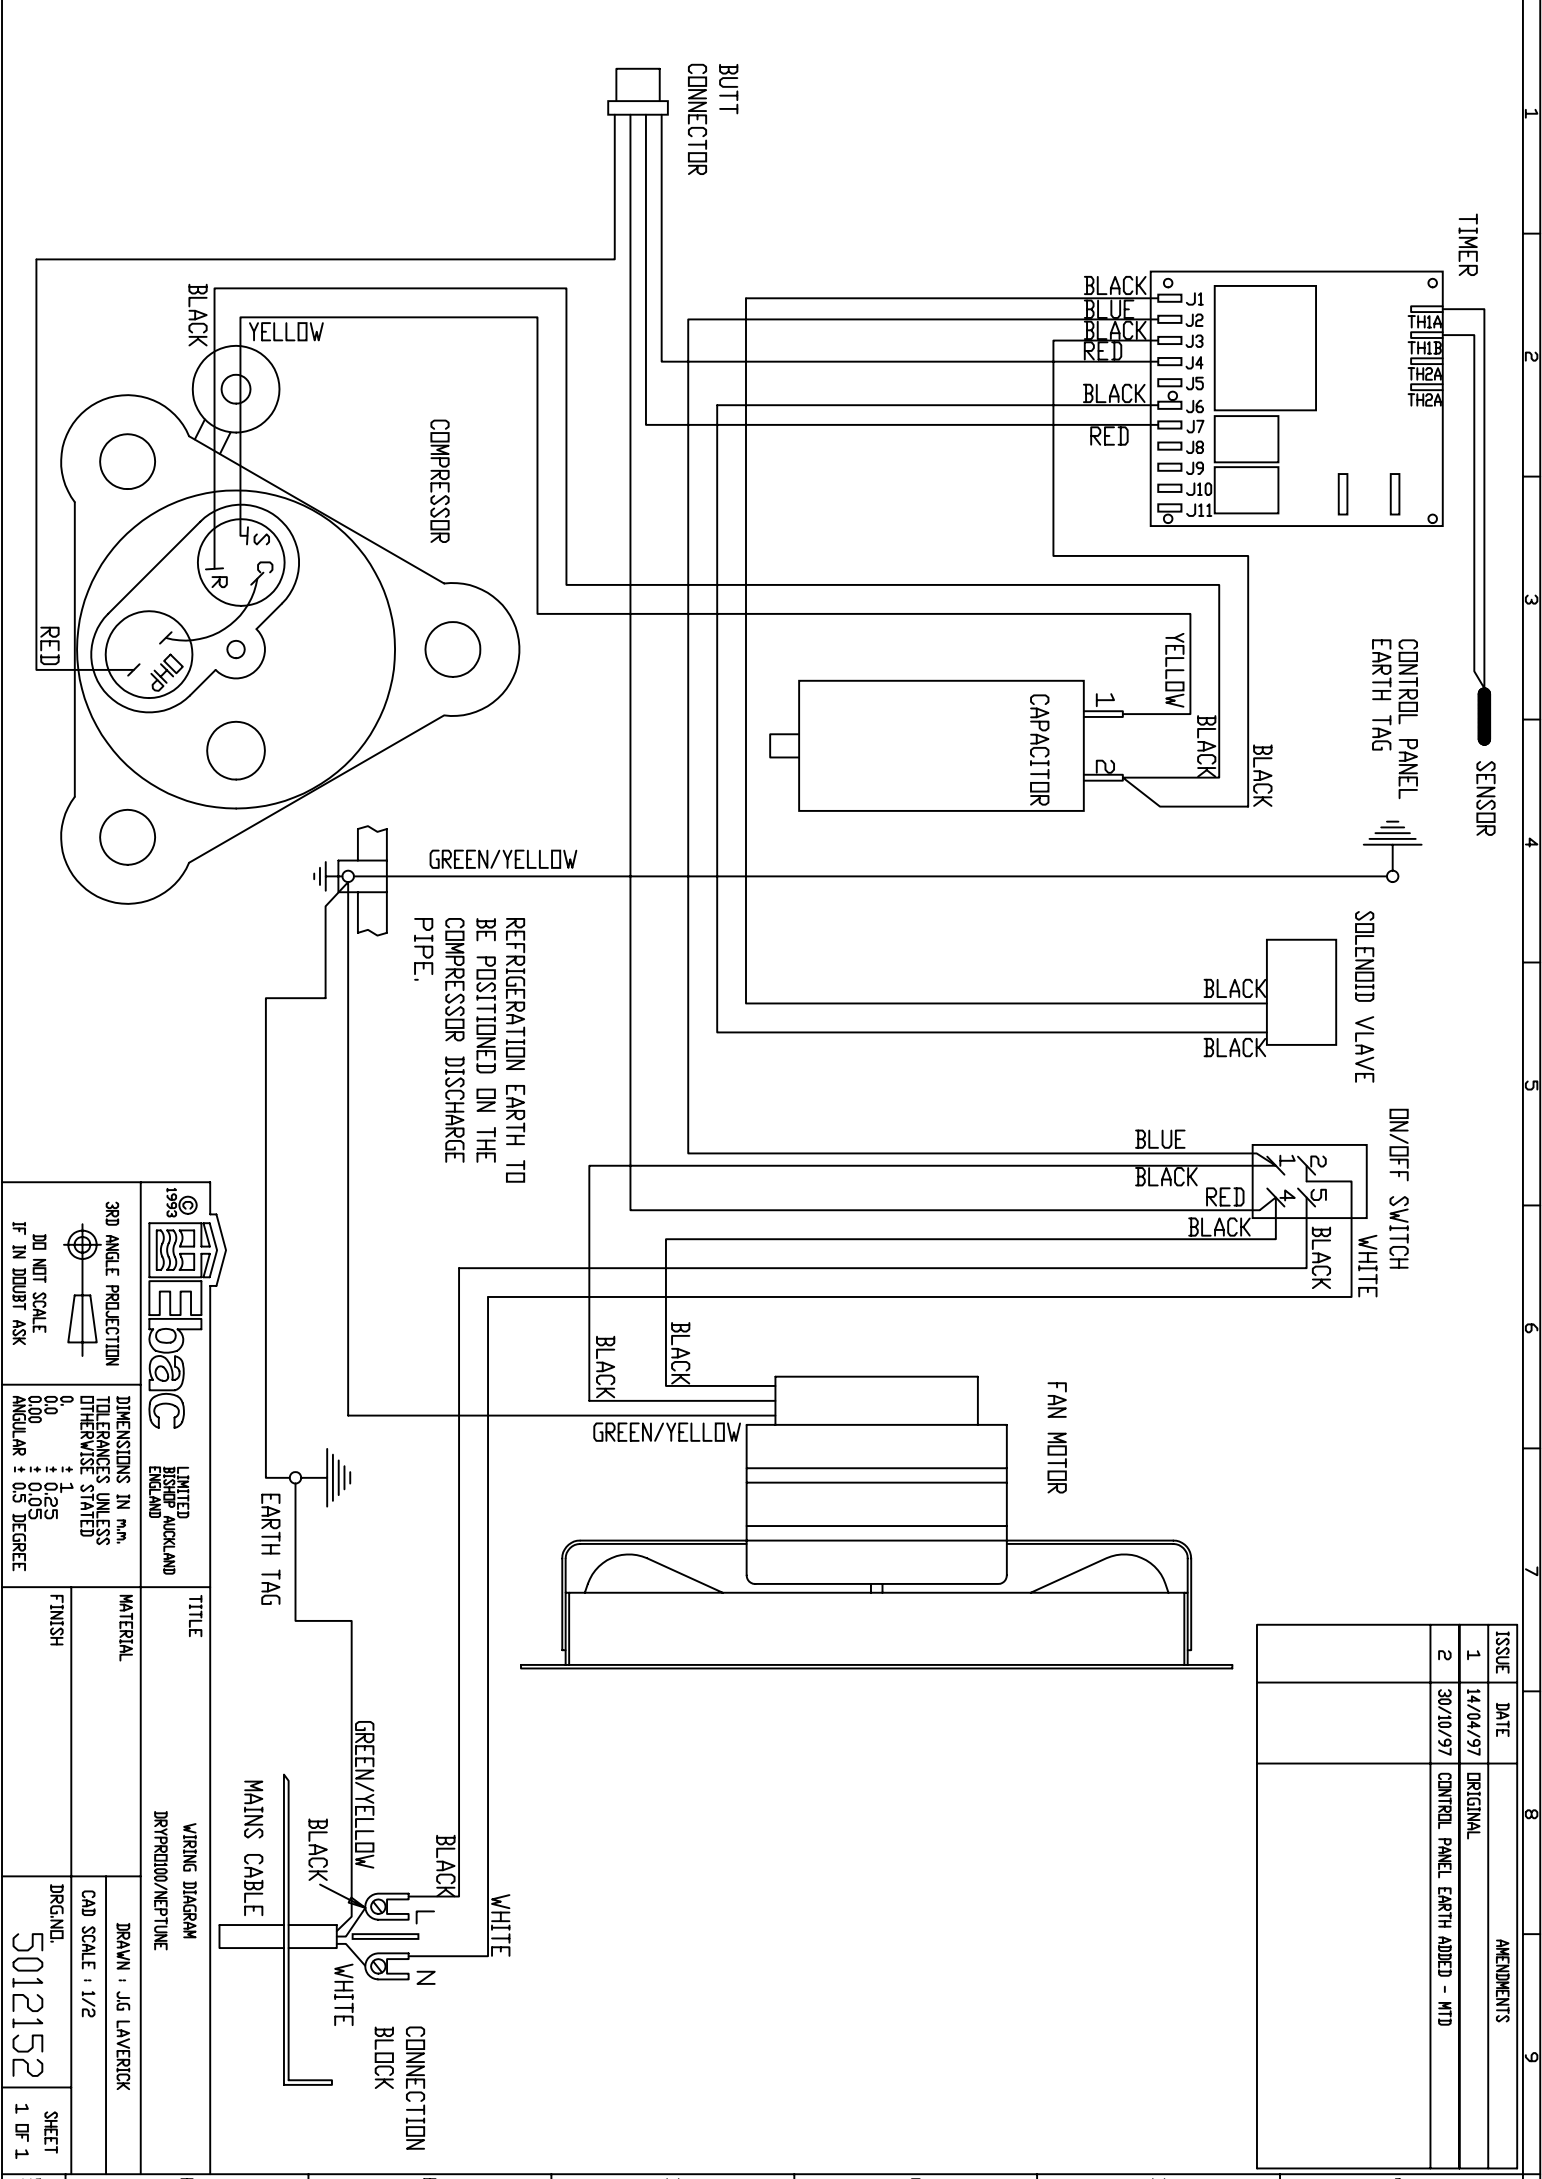 1
2
3
4
5
6
7
8
9
ISSUE DATE AMENDMENTS
1 14/04/97 ORIGINAL
2 30/10/97 CONTROL PANEL EARTH ADDED - MTD
TIMER
SENSOR
TH1A
TH1B
TH2A
TH2A
J1
J2
J3
J4
J5
J6
J7
J8
J9
J10
J11
BLACK
BLUE
BLACK
RED
BLACK
RED
BUTT
CONNECTOR
CONTROL PANEL
EARTH TAG
SOLENOID VLAVE
BLACK
BLACK
ON/OFF SWITCH
2
1
5
4
BLUE
BLACK
RED
BLACK
BLACK
WHITE
YELLOW
BLACK
BLACK
1
2
CAPACITOR
FAN MOTOR
BLACK
BLACK
GREEN/YELLOW
COMPRESSOR
BLACK
YELLOW
S
C
R
OHP
RED
GREEN/YELLOW
REFRIGERATION EARTH TO
BE POSITIONED ON THE
COMPRESSOR DISCHARGE
PIPE.
EARTH TAG
GREEN/YELLOW
BLACK
MAINS CABLE
BLACK
WHITE
L
N
WHITE
CONNECTION
BLOCK
© 1993
Ebac
LIMITED
BISHOP AUCKLAND
ENGLAND
3RD ANGLE PROJECTION
DO NOT SCALE
IF IN DOUBT ASK
DIMENSIONS IN m.m.
TOLERANCES UNLESS
OTHERWISE STATED
0. ± 1
0.0 ± 0.25
0.00 ± 0.05
ANGULAR ± 0.5 DEGREE
TITLE
WIRING DIAGRAM
DRYPRO100/NEPTUNE
MATERIAL
FINISH
DRAWN : J.G LAVERICK
CAD SCALE : 1/2
DRG.NO.
5012152
SHEET
1 OF 1